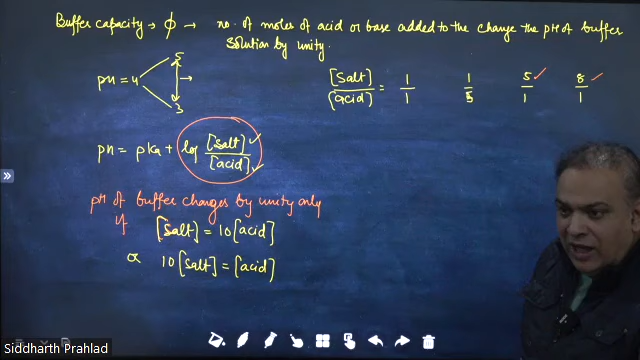 Buffer capacity → ϕ → no. of moles of acid or base added to the change the pH of buffer
solution by unity.
pH = 4
5
3
[Salt]/[acid] = 1/1 1/5 5/1 ✓ 8/1 ✓
pH = pKa + log [Salt]/[acid]
pH of buffer changes by unity only
if [Salt] = 10[acid]
or 10[Salt] = [acid]
»
Siddharth Prahlad